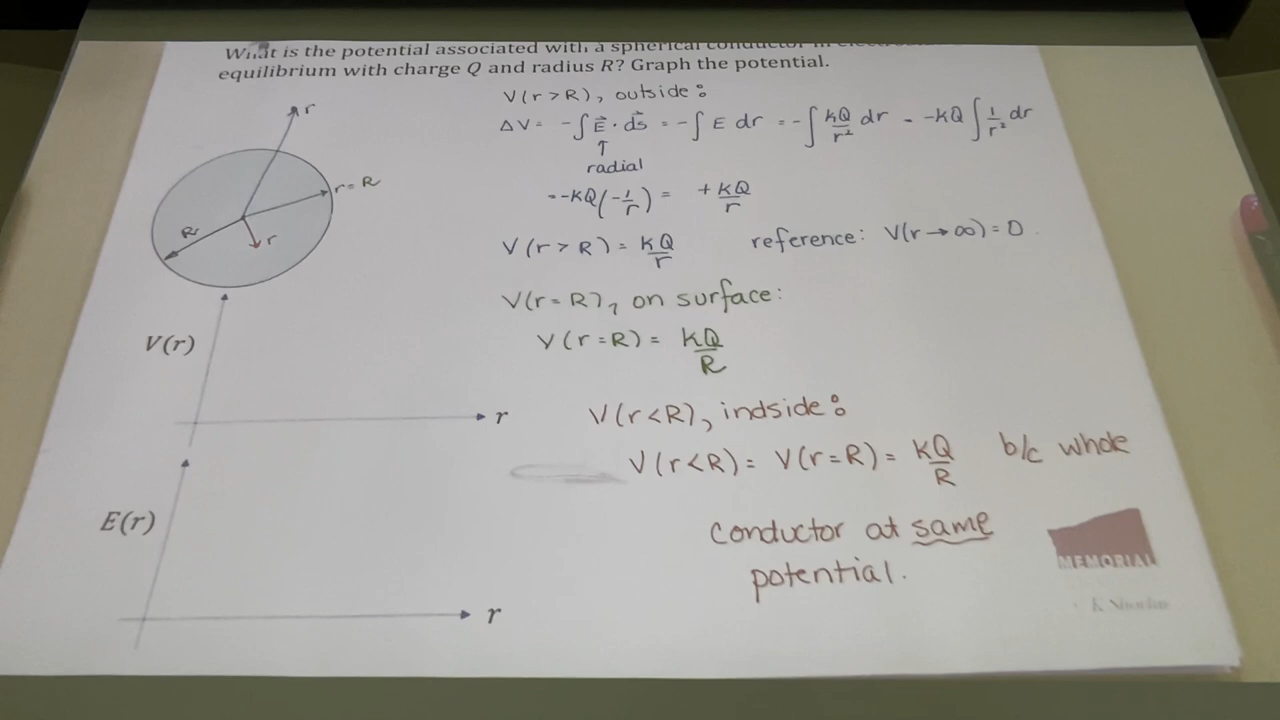 What is the potential associated with a spherical conductor in
equilibrium with charge Q and radius R? Graph the potential.
V(r > R), outside:
ΔV = -∫E⃗ · ds⃗ = -∫ E dr = -∫ kQ/r² dr = -kQ ∫ 1/r² dr
↑
radial
= -kQ(-1/r) = +kQ/r
V(r > R) = kQ/r reference: V(r → ∞) = 0
V(r = R), on surface:
V(r = R) = kQ/R
V(r < R), indside:
V(r < R) = V(r = R) = kQ/R b/c whole
conductor at same
potential.
r
r = R
R
r
V(r)
r
E(r)
r
MEMORIAL